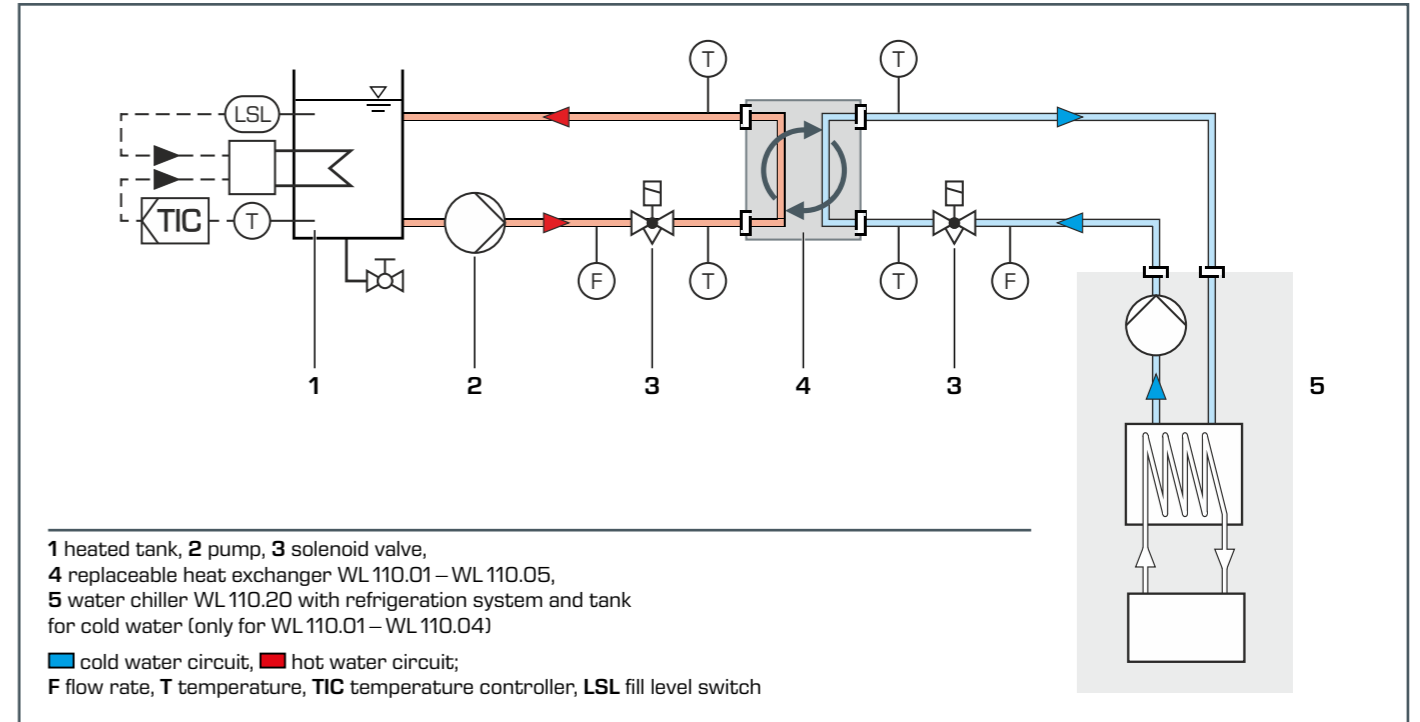 T
T
LSL
TIC
T
F
T
T
F
1
2
3
4
3
5
1 heated tank, 2 pump, 3 solenoid valve,
4 replaceable heat exchanger WL 110.01 – WL 110.05,
5 water chiller WL 110.20 with refrigeration system and tank
for cold water (only for WL 110.01 – WL 110.04)
cold water circuit, hot water circuit;
F flow rate, T temperature, TIC temperature controller, LSL fill level switch